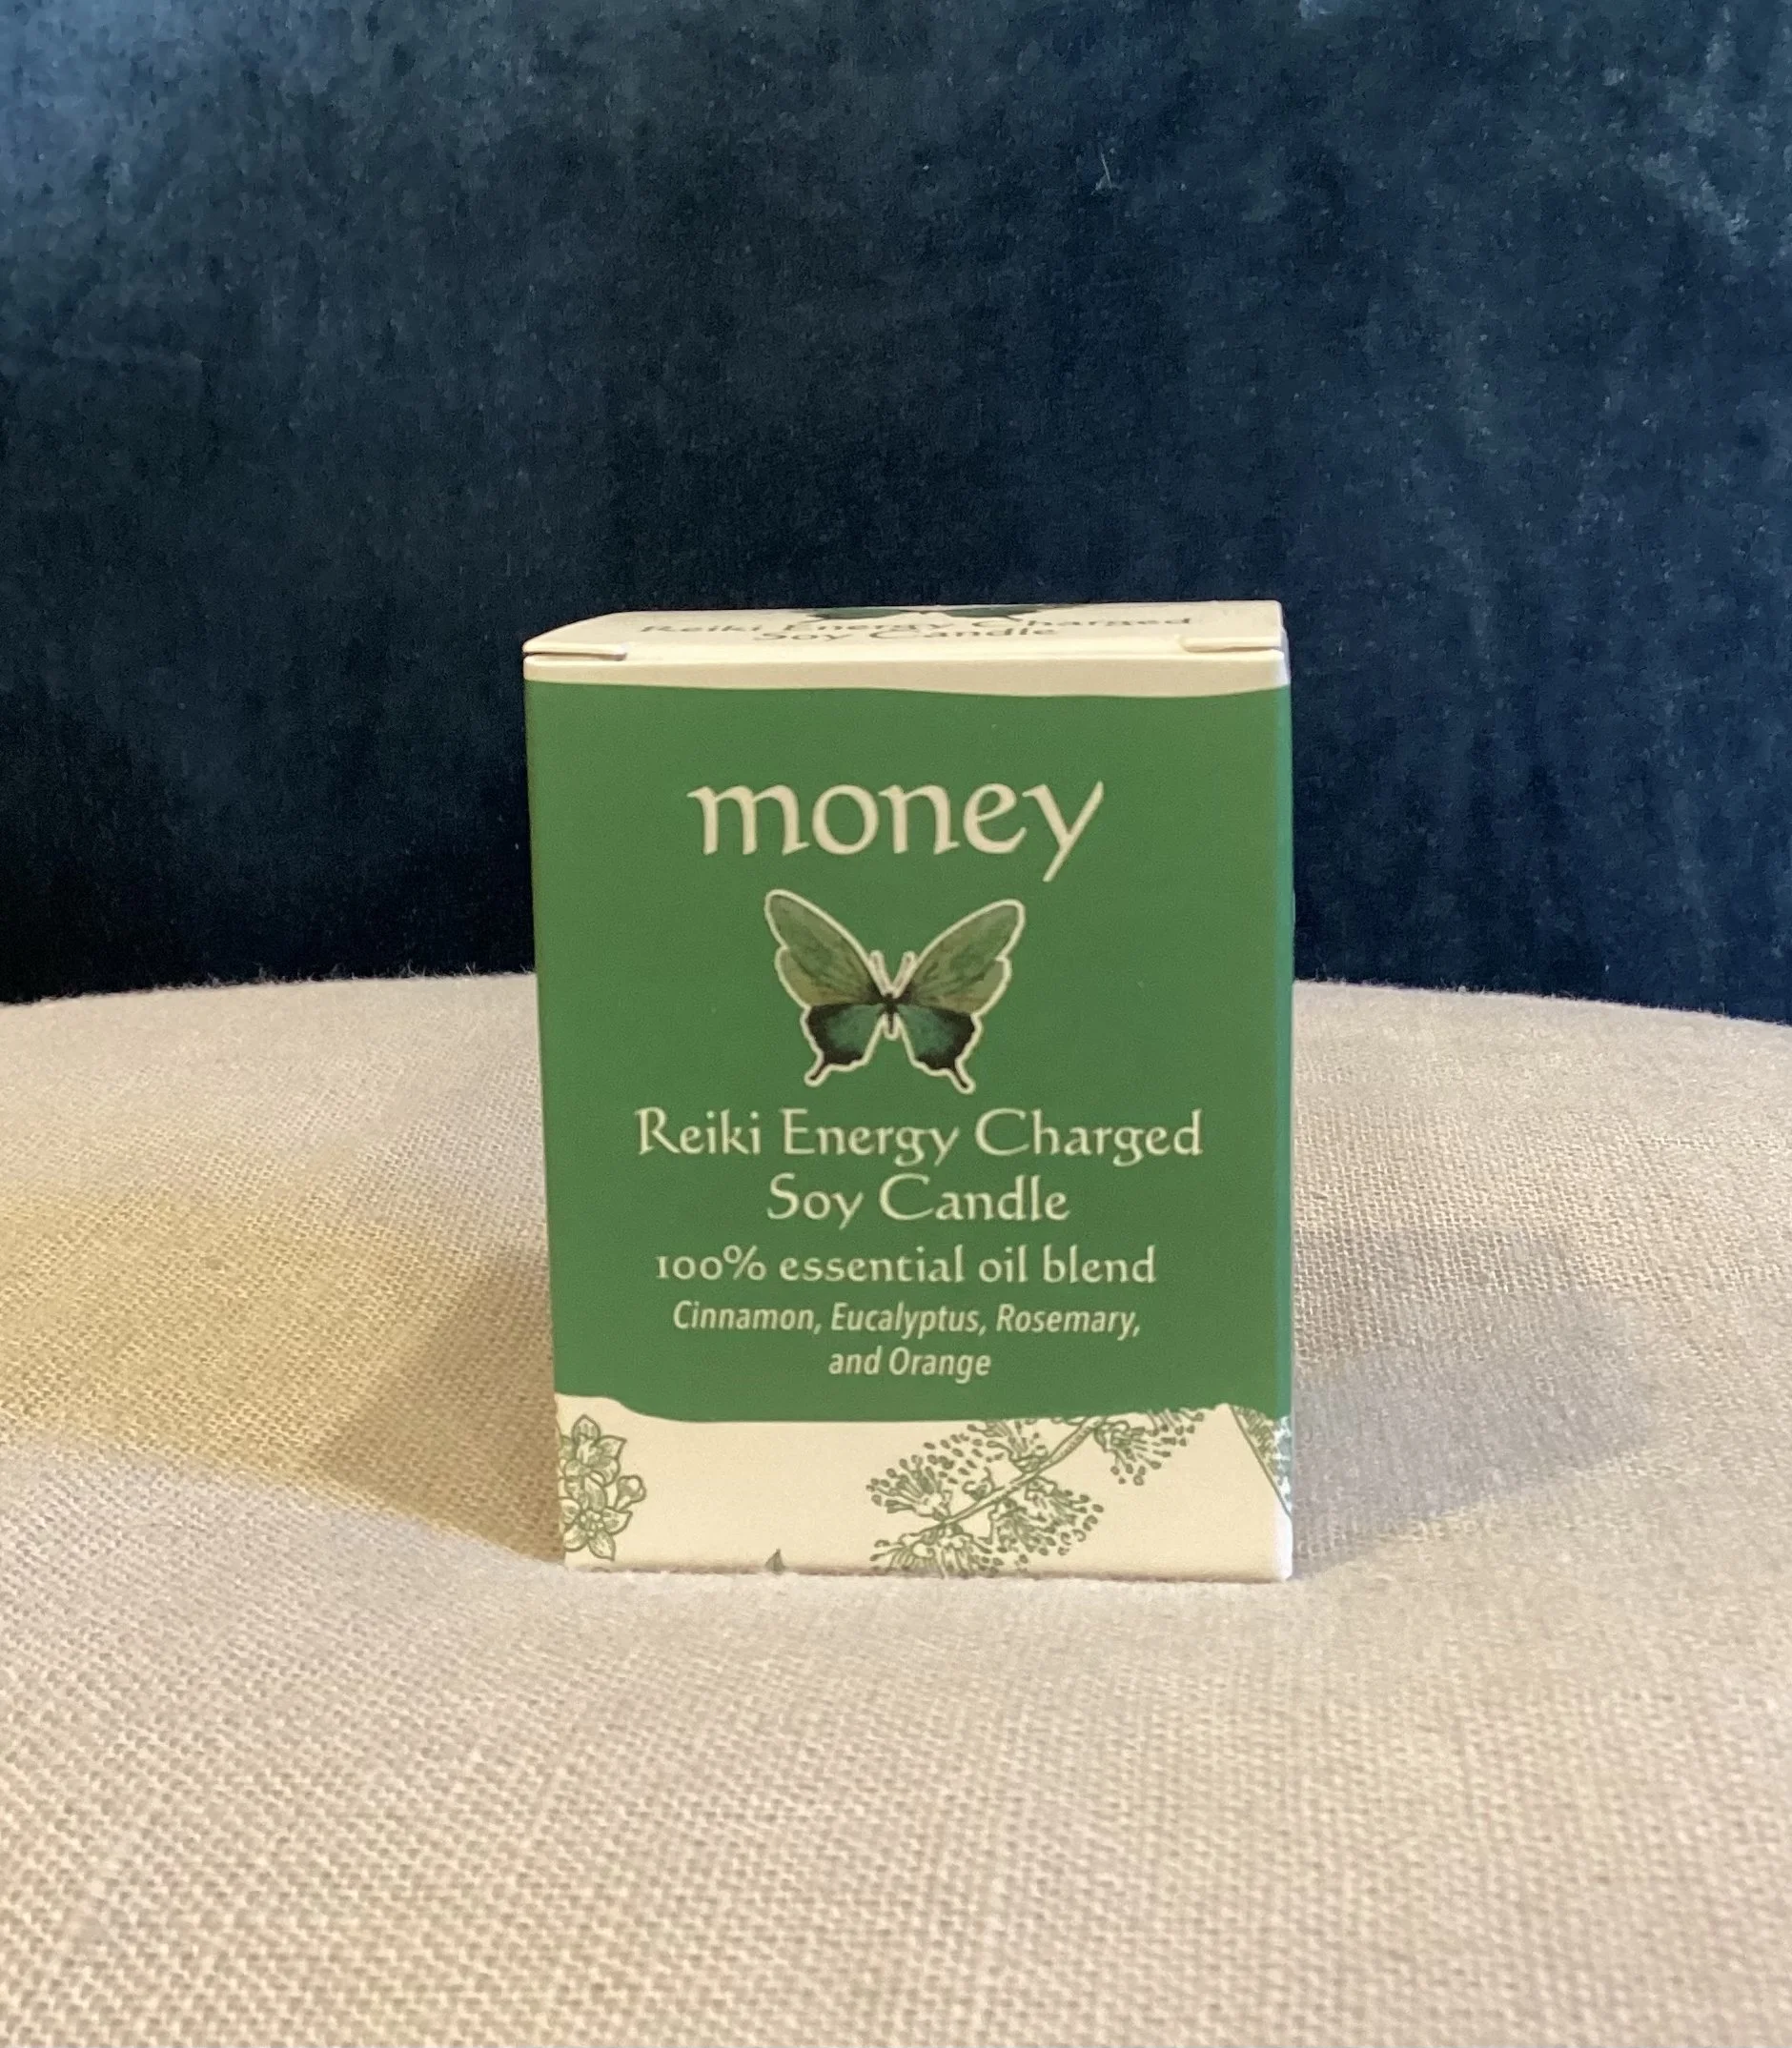 Reiki Energy Charged
Soy Candle
money
Reiki Energy Charged
Soy Candle
100% essential oil blend
Cinnamon, Eucalyptus, Rosemary,
and Orange